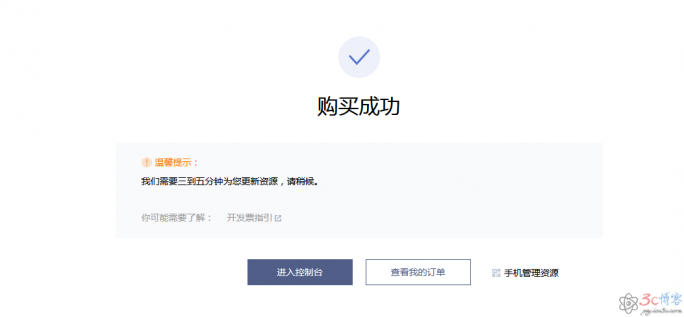 购买成功
温馨提示：
我们需要三到五分钟为您更新资源，请稍候。
你可能需要了解： 开发票指引
进入控制台 查看我的订单 手机管理资源
3c博客